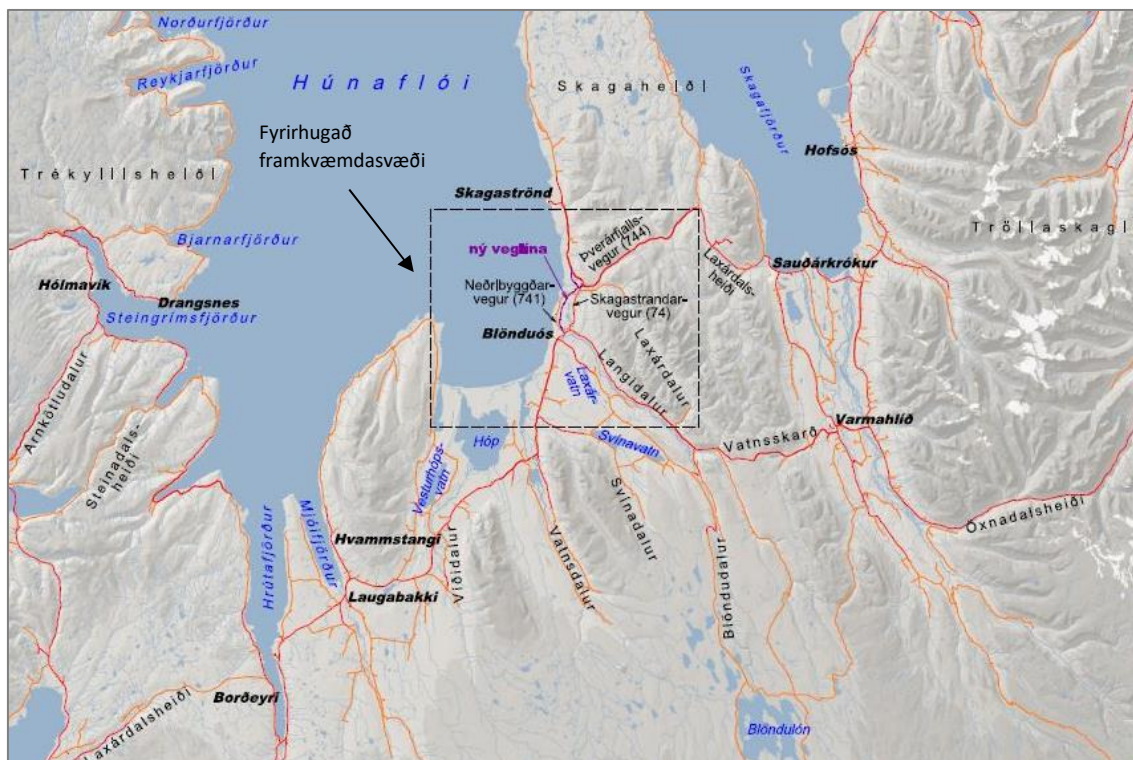 Norðurfjörður
Reykjarfjörður
Húnaflói
Skagaheiði
Skagafjörður
Fyrirhugað
framkvæmdasvæði
Hofsós
Trékyllisheiði
Skagaströnd
Tröllaskagi
Bjarnarfjörður
ný veglína
Þverárfjalls-
vegur (744)
Laxárdals-
heiði
Sauðárkrókur
Hólmavík
Drangsnes
Steingrímsfjörður
Neðribyggðar-
vegur (741)
Skagastrandar-
vegur (74)
Blönduós
Laxár-
vatn
Langidalur
Laxárdalur
Arnkötludalur
Steinadals-
heiði
Varmahlíð
Vatnsskarð
Hóp
Svínavatn
Vesturhóps-
vatn
Svínadalur
Öxnadalsheiði
Hrútafjörður
Mjóifjörður
Hvammstangi
Víðidalur
Vatnsdalur
Blöndudalur
Laugabakki
Borðeyri
Laxárdalsheiði
Blöndulón